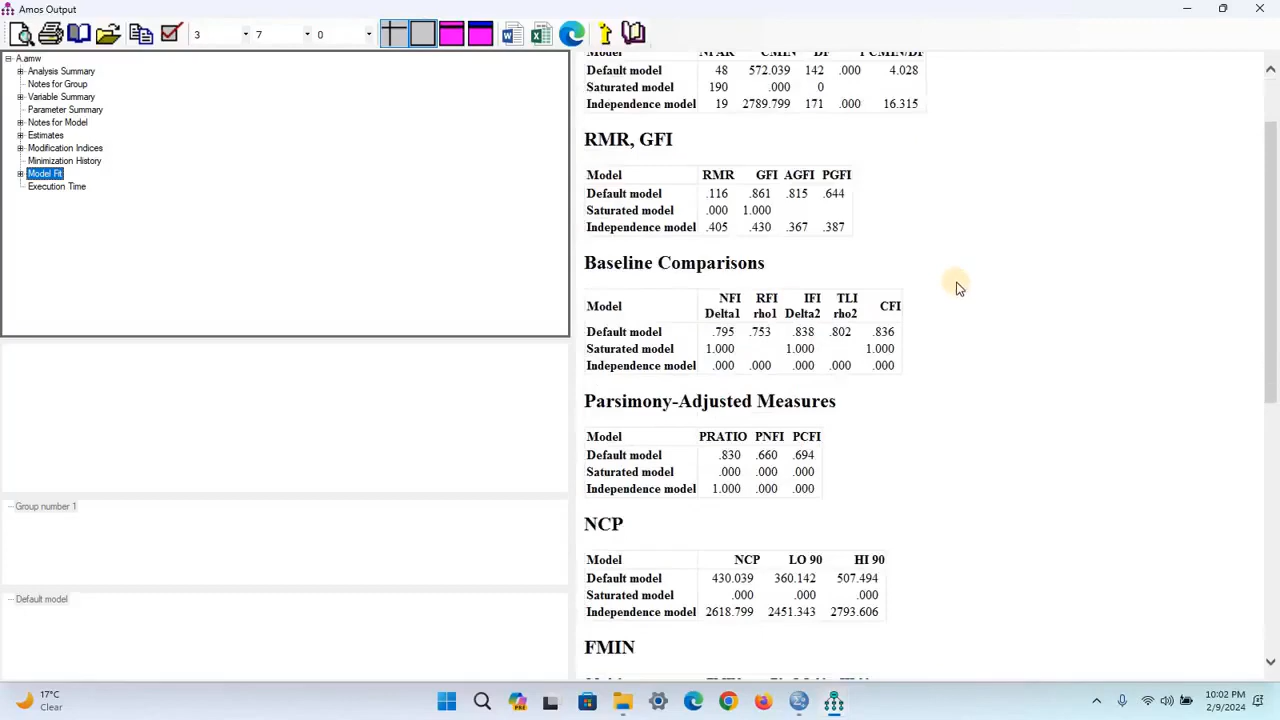 Amos Output
3 7 0
A.amw
Analysis Summary
Notes for Group
Variable Summary
Parameter Summary
Notes for Model
Estimates
Modification Indices
Minimization History
Model Fit
Execution Time
Group number 1
Default model
Model NPAR CMIN DF P CMIN/DF
Default model 48 572.039 142 .000 4.028
Saturated model 190 .000 0
Independence model 19 2789.799 171 .000 16.315
RMR, GFI
Model RMR GFI AGFI PGFI
Default model .116 .861 .815 .644
Saturated model .000 1.000
Independence model .405 .430 .367 .387
Baseline Comparisons
Model NFI RFI IFI TLI CFI
Delta1 rho1 Delta2 rho2
Default model .795 .753 .838 .802 .836
Saturated model 1.000 1.000 1.000
Independence model .000 .000 .000 .000 .000
Parsimony-Adjusted Measures
Model PRATIO PNFI PCFI
Default model .830 .660 .694
Saturated model .000 .000 .000
Independence model 1.000 .000 .000
NCP
Model NCP LO 90 HI 90
Default model 430.039 360.142 507.494
Saturated model .000 .000 .000
Independence model 2618.799 2451.343 2793.606
FMIN
17°C
Clear
10:02 PM
2/9/2024